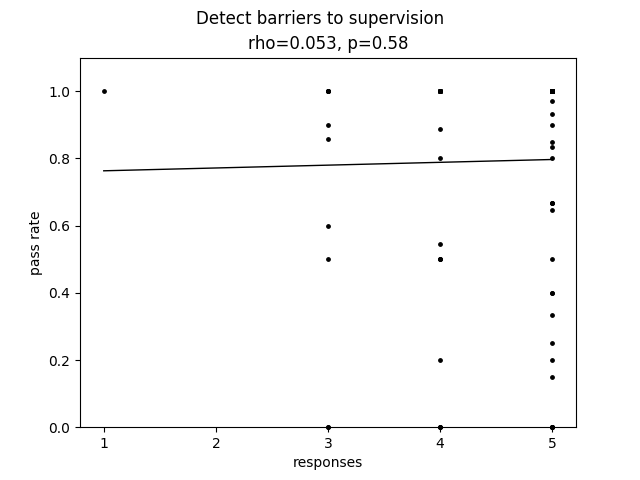 Detect barriers to supervision
rho=0.053, p=0.58
1.0
0.8
0.6
0.4
0.2
0.0
pass rate
1 2 3 4 5
responses